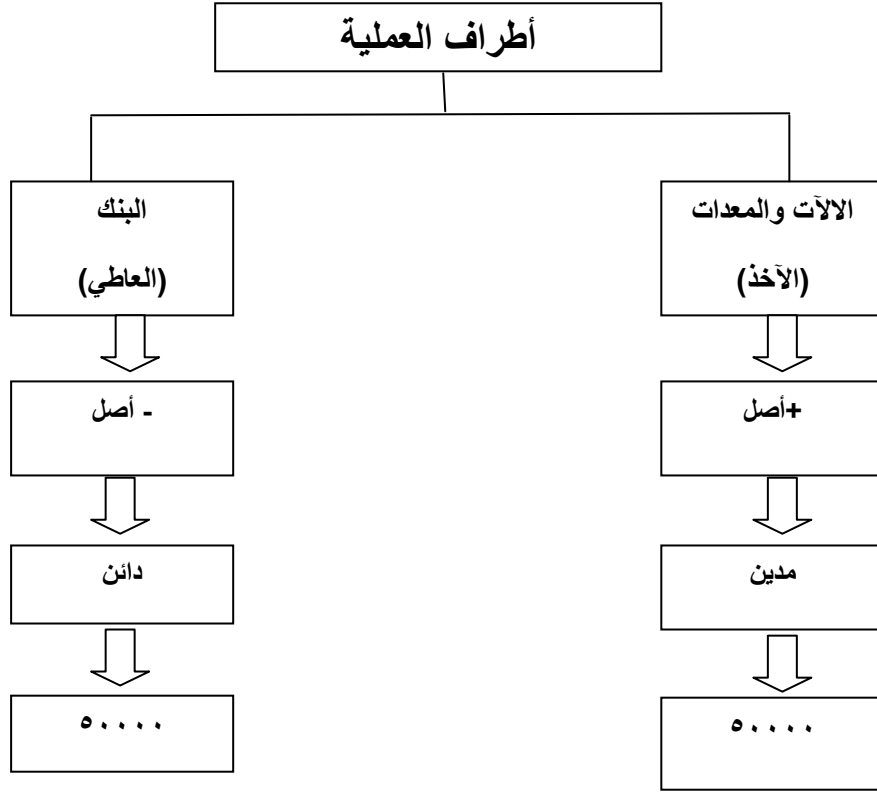 أطراف العملية
الالآت والمعدات
(الآخذ)
+أصل
مدين
٥٠٠٠٠
البنك
(العاطي)
- أصل
دائن
٥٠٠٠٠